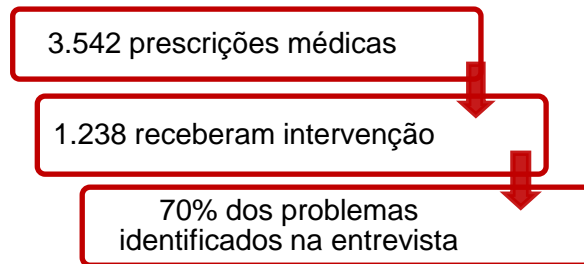 3.542 prescrições médicas
1.238 receberam intervenção
70% dos problemas
identificados na entrevista